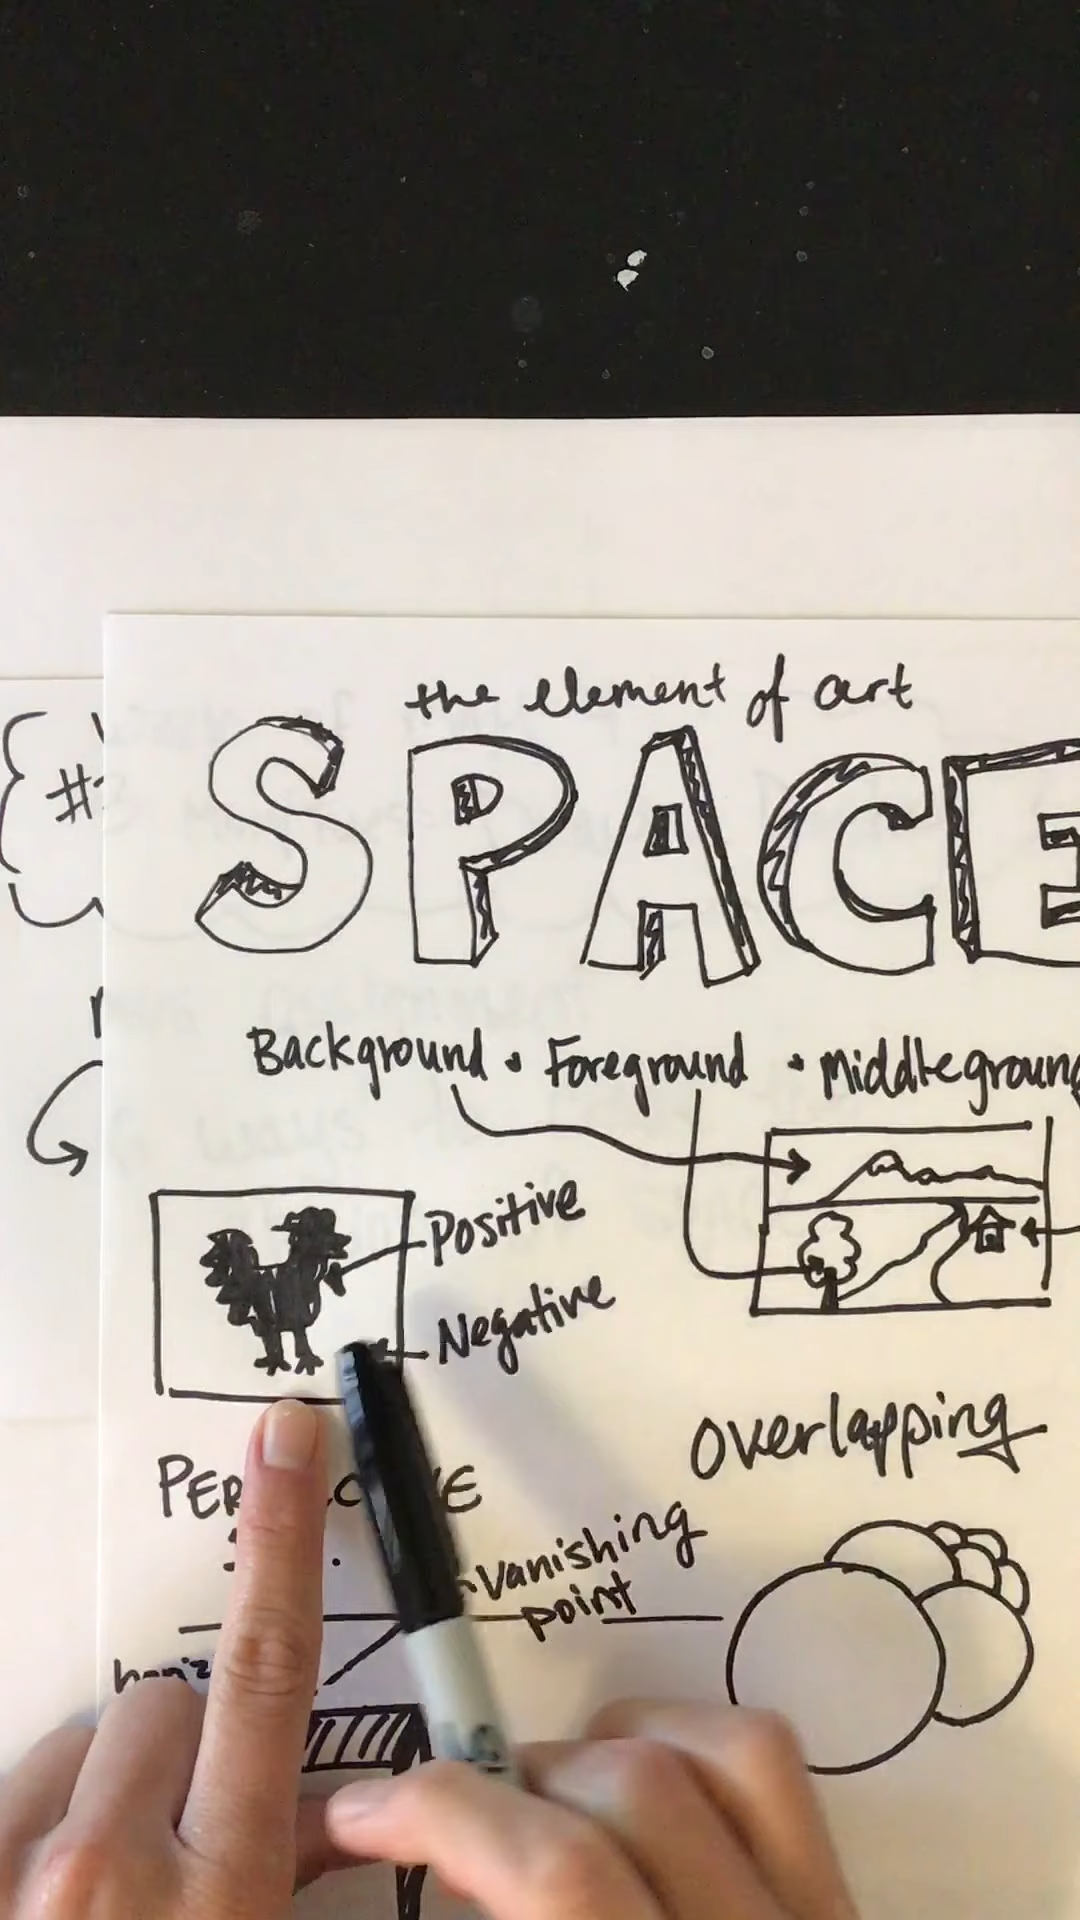 the element of art
SPACE
Background • Foreground • Middleground
Positive
Negative
Overlapping
vanishing
point